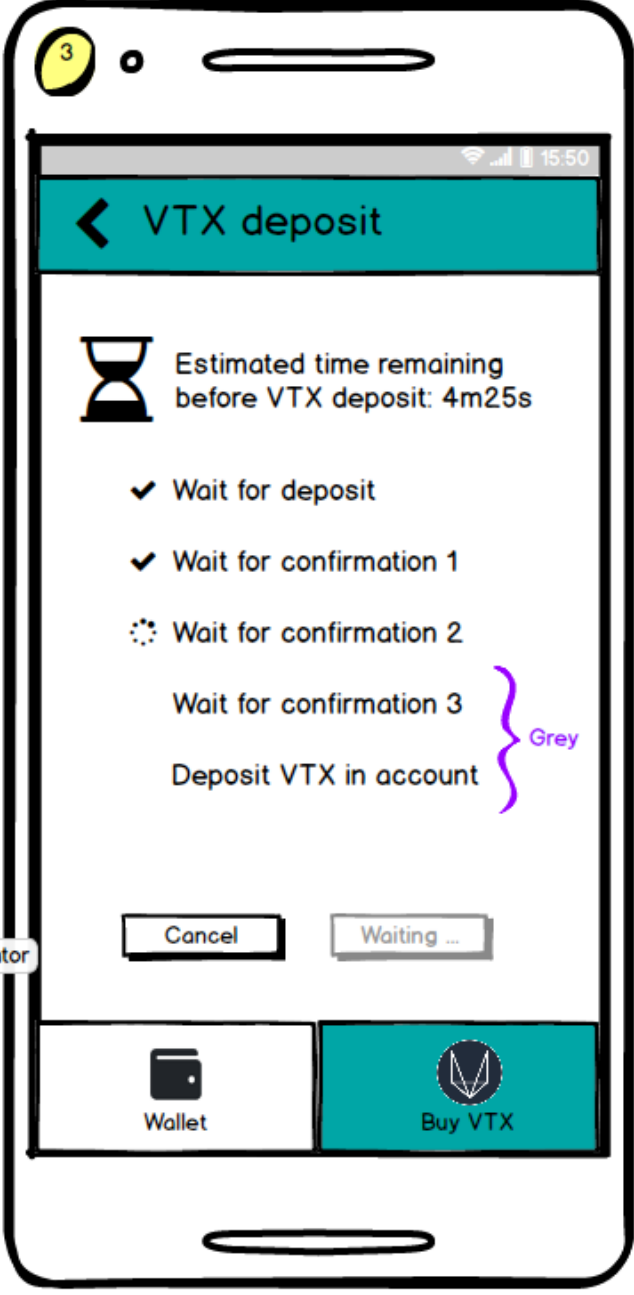 3
15:50
VTX deposit
Estimated time remaining
before VTX deposit: 4m25s
Wait for deposit
Wait for confirmation 1
Wait for confirmation 2
Wait for confirmation 3
Grey
Deposit VTX in account
Cancel
Waiting ...
Wallet
Buy VTX